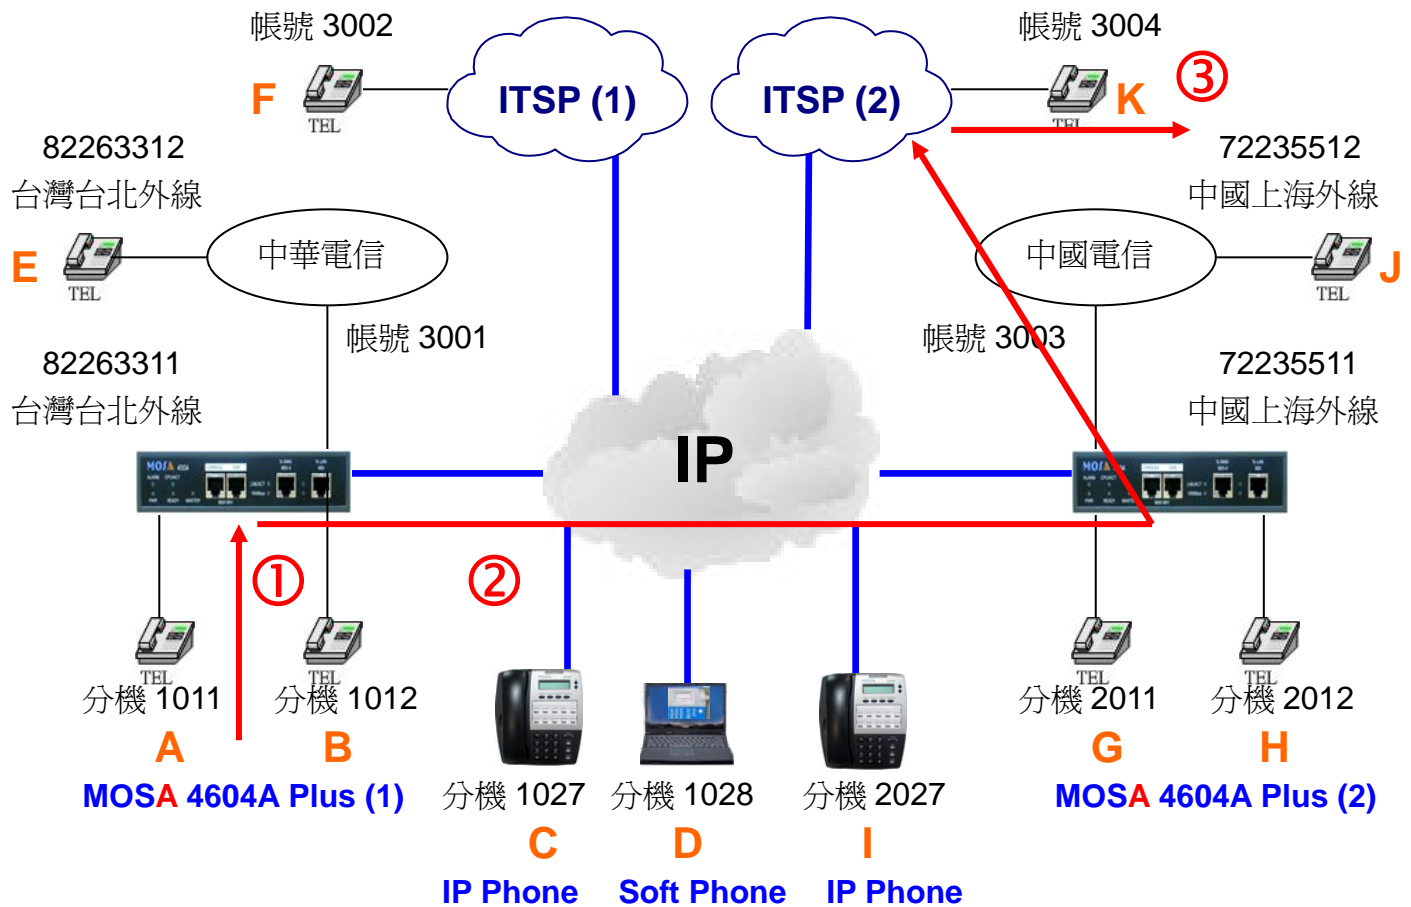 帳號 3002
帳號 3004
F
TEL
ITSP (1)
ITSP (2)
TEL
K
③
82263312
台灣台北外線
72235512
中國上海外線
E
TEL
中華電信
中國電信
TEL
J
帳號 3001
帳號 3003
82263311
台灣台北外線
72235511
中國上海外線
IP
MOSA
MOSA
①
②
TEL
TEL
TEL
TEL
分機 1011
分機 1012
分機 2011
分機 2012
A
B
G
H
MOSA 4604A Plus (1)
分機 1027
分機 1028
分機 2027
MOSA 4604A Plus (2)
C
D
I
IP Phone
Soft Phone
IP Phone